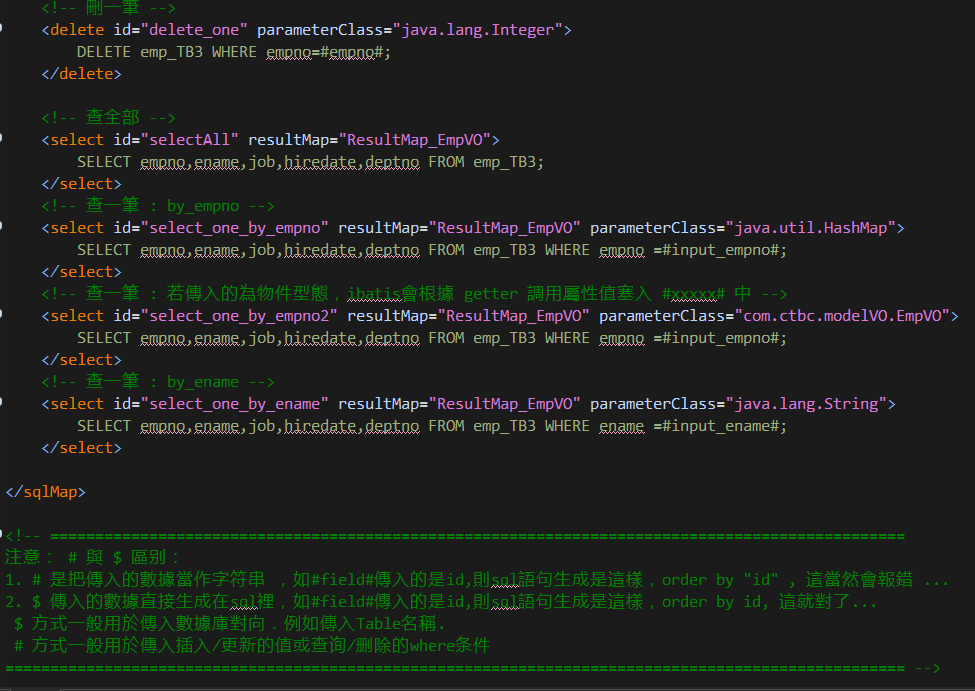 <!-- 刪一筆 -->
<delete id="delete_one" parameterClass="java.lang.Integer">
DELETE emp_TB3 WHERE empno=#empno#;
</delete>
<!-- 查全部 -->
<select id="selectAll" resultMap="ResultMap_EmpVO">
SELECT empno,ename,job,hiredate,deptno FROM emp_TB3;
</select>
<!-- 查一筆 : by_empno -->
<select id="select_one_by_empno" resultMap="ResultMap_EmpVO" parameterClass="java.util.HashMap">
SELECT empno,ename,job,hiredate,deptno FROM emp_TB3 WHERE empno =#input_empno#;
</select>
<!-- 查一筆 : 若傳入的為物件型態，ibatis會根據 getter 調用屬性值塞入 #xxxxx# 中 -->
<select id="select_one_by_empno2" resultMap="ResultMap_EmpVO" parameterClass="com.ctbc.modelVO.EmpVO">
SELECT empno,ename,job,hiredate,deptno FROM emp_TB3 WHERE empno =#input_empno#;
</select>
<!-- 查一筆 : by_ename -->
<select id="select_one_by_ename" resultMap="ResultMap_EmpVO" parameterClass="java.lang.String">
SELECT empno,ename,job,hiredate,deptno FROM emp_TB3 WHERE ename =#input_ename#;
</select>
</sqlMap>
<!-- ===============================================================================================
注意： # 與 $ 區別：
1. # 是把傳入的數據當作字符串 ，如#field#傳入的是id,則sql語句生成是這樣，order by "id" , 這當然會報錯 ...
2. $ 傳入的數據直接生成在sql裡，如#field#傳入的是id,則sql語句生成是這樣，order by id, 這就對了...
$ 方式一般用於傳入數據庫對向．例如傳入Table名稱.
# 方式一般用於傳入插入/更新的值或查询/删除的where条件
==================================================================================================== -->